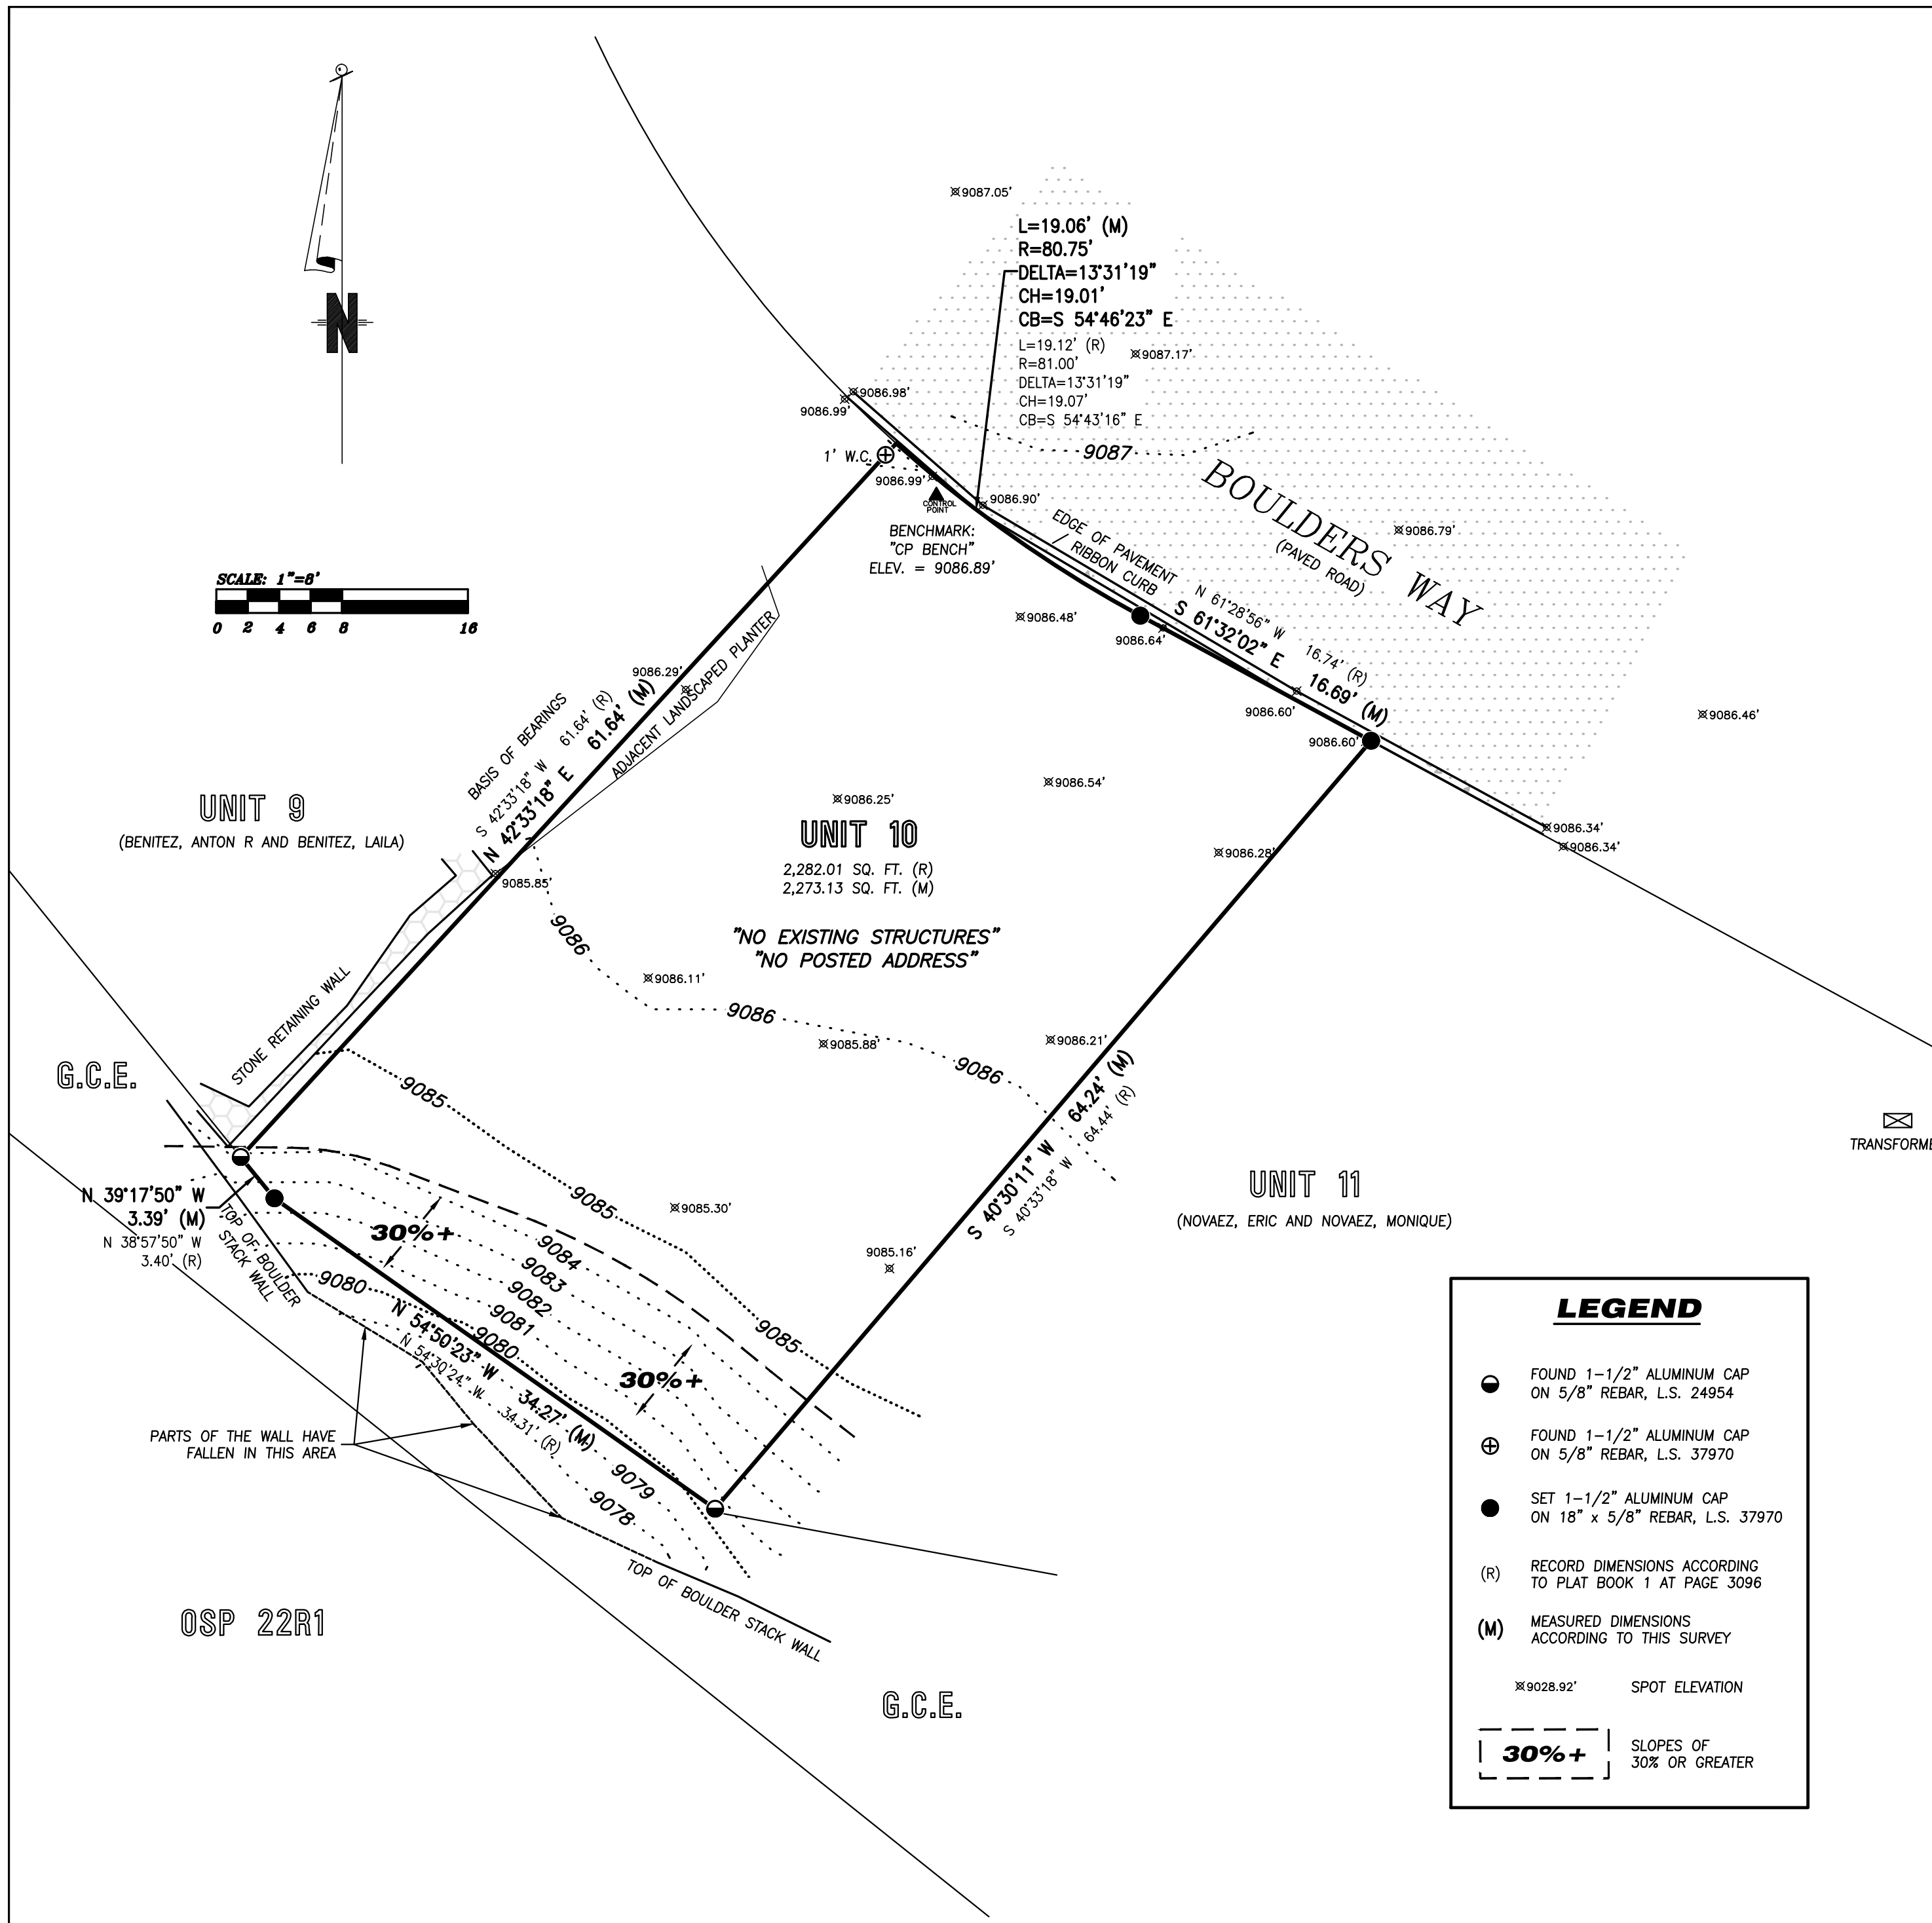 N
SCALE: 1"=8'
0 2 4 6 8 16
9087.05'
L=19.06' (M)
R=80.75'
DELTA=13°31'19"
CH=19.01'
CB=S 54°46'23" E
L=19.12' (R)
R=81.00'
DELTA=13°31'19"
CH=19.07'
CB=S 54°43'16" E
9087.17'
9086.98'
9086.99'
1' W.C.
9086.99'
9086.90'
9087
CONTROL
POINT
BENCHMARK:
"CP BENCH"
ELEV. = 9086.89'
BOULDERS WAY
(PAVED ROAD)
9086.79'
EDGE OF PAVEMENT
/ RIBBON CURB
N 61°28'56" W 16.74' (R)
S 61°32'02" E 16.69' (M)
9086.48'
9086.64'
9086.60'
9086.60'
9086.46'
9086.34'
9086.34'
9086.29'
BASIS OF BEARINGS
S 42°33'18" W 61.64' (R)
N 42°33'18" E 61.64' (M)
ADJACENT LANDSCAPED PLANTER
UNIT 9
(BENITEZ, ANTON R AND BENITEZ, LAILA)
9086.25'
9086.54'
9086.28'
UNIT 10
2,282.01 SQ. FT. (R)
2,273.13 SQ. FT. (M)
"NO EXISTING STRUCTURES"
"NO POSTED ADDRESS"
9085.85'
9086
9086.11'
9086
9085.88'
9086
9086.21'
STONE RETAINING WALL
G.C.E.
9085
9085
9085
9085.30'
9085.16'
S 40°30'11" W 64.24' (M)
S 40°33'18" W 64.44' (R)
UNIT 11
(NOVAEZ, ERIC AND NOVAEZ, MONIQUE)
TRANSFORME
N 39°17'50" W
3.39' (M)
N 38°57'50" W
3.40' (R)
TOP OF BOULDER
STACK WALL
30%+
9084
9083
9082
9081
9080
9080
30%+
N 54°50'23" W 34.27' (M)
N 54°30'24" W 34.31' (R)
9079
9078
PARTS OF THE WALL HAVE
FALLEN IN THIS AREA
TOP OF BOULDER STACK WALL
OSP 22R1
G.C.E.
LEGEND
FOUND 1-1/2" ALUMINUM CAP
ON 5/8" REBAR, L.S. 24954
FOUND 1-1/2" ALUMINUM CAP
ON 5/8" REBAR, L.S. 37970
SET 1-1/2" ALUMINUM CAP
ON 18" x 5/8" REBAR, L.S. 37970
(R) RECORD DIMENSIONS ACCORDING
TO PLAT BOOK 1 AT PAGE 3096
(M) MEASURED DIMENSIONS
ACCORDING TO THIS SURVEY
9028.92' SPOT ELEVATION
30%+ SLOPES OF
30% OR GREATER